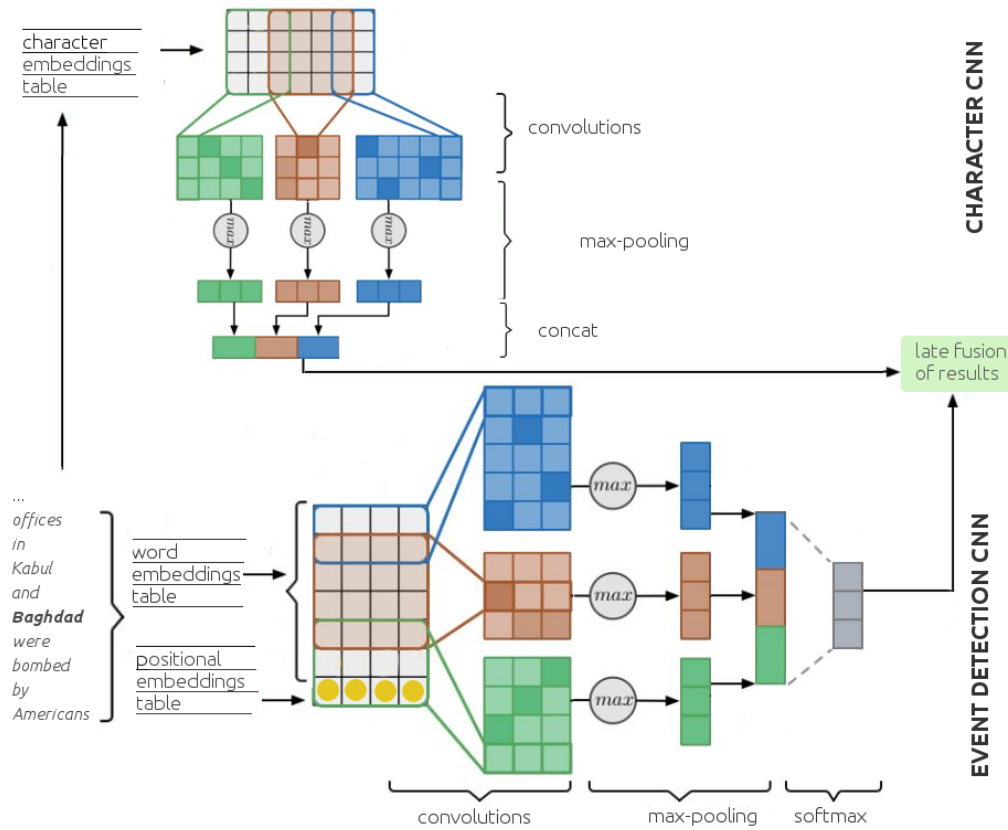 character
embeddings
table
convolutions
max
max
max
max-pooling
concat
CHARACTER CNN
late fusion
of results
...
offices
in
Kabul
and
Baghdad
were
bombed
by
Americans
word
embeddings
table
positional
embeddings
table
max
max
max
convolutions
max-pooling
softmax
EVENT DETECTION CNN